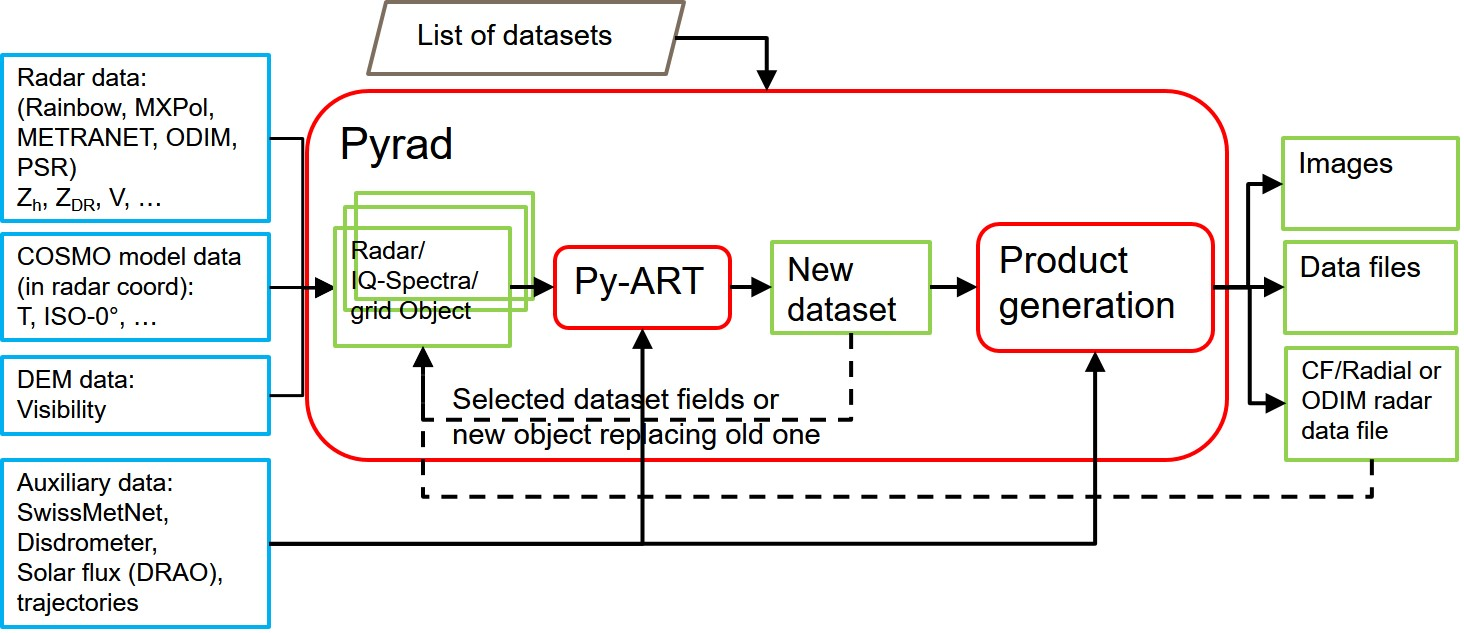 List of datasets
Radar data:
(Rainbow, MXPol,
METRANET, ODIM,
PSR)
Zh, ZDR, V, …
COSMO model data
(in radar coord):
T, ISO-0°, …
DEM data:
Visibility
Auxiliary data:
SwissMetNet,
Disdrometer,
Solar flux (DRAO),
trajectories
Pyrad
Radar/
IQ-Spectra/
grid Object
Py-ART
New
dataset
Product
generation
Selected dataset fields or
new object replacing old one
Images
Data files
CF/Radial or
ODIM radar
data file